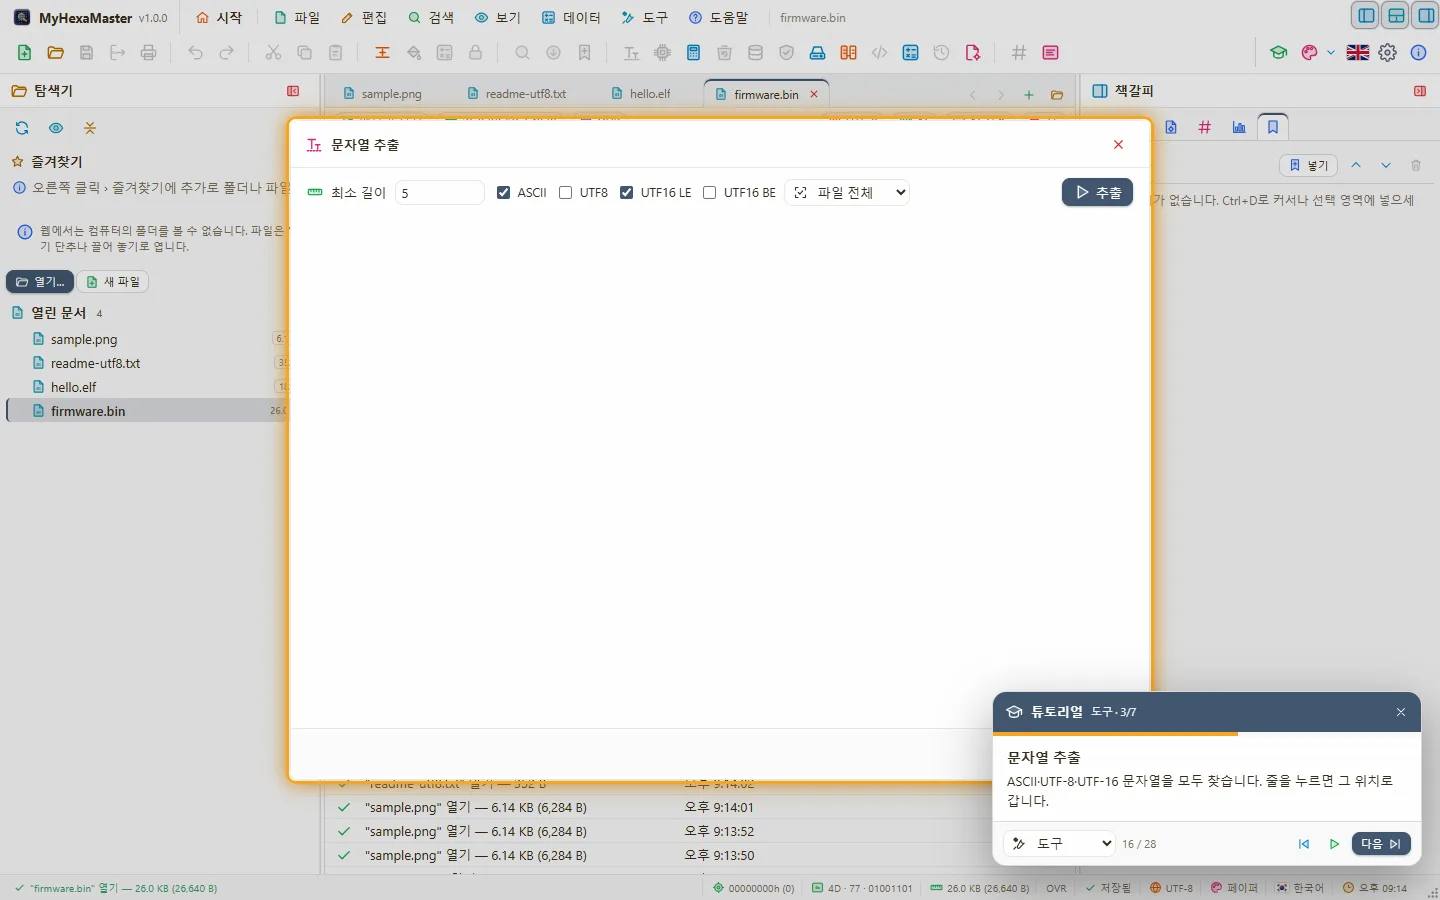 MyHexaMaster v1.0.0 시작 파일 편집 검색 보기 데이터 도구 도움말 firmware.bin
탐색기
sample.png readme-utf8.txt hello.elf firmware.bin
책갈피
즐겨찾기
오른쪽 클릭 › 즐겨찾기에 추가로 폴더나 파일
웹에서는 컴퓨터의 폴더를 볼 수 없습니다. 파일은
기 단추나 끌어 놓기로 엽니다.
열기... 새 파일
열린 문서 4
sample.png
readme-utf8.txt
hello.elf
firmware.bin 26.0
문자열 추출
최소 길이 5 ASCII UTF8 UTF16 LE UTF16 BE 파일 전체 추출
넣기
가 없습니다. Ctrl+D로 커서나 선택 영역에 넣으세
"readme-utf8.txt" 열기 — 352 B 오후 9:14:02
"sample.png" 열기 — 6.14 KB (6,284 B) 오후 9:14:01
"sample.png" 열기 — 6.14 KB (6,284 B) 오후 9:13:52
"sample.png" 열기 — 6.14 KB (6,284 B) 오후 9:13:50
튜토리얼 도구 · 3/7
문자열 추출
ASCII·UTF-8·UTF-16 문자열을 모두 찾습니다. 줄을 누르면 그 위치로
갑니다.
도구 16 / 28 다음
"firmware.bin" 열기 — 26.0 KB (26,640 B) 00000000h (0) 4D · 77 · 01001101 26.0 KB (26,640 B) OVR 저장됨 UTF-8 페이퍼 한국어 오후 09:14